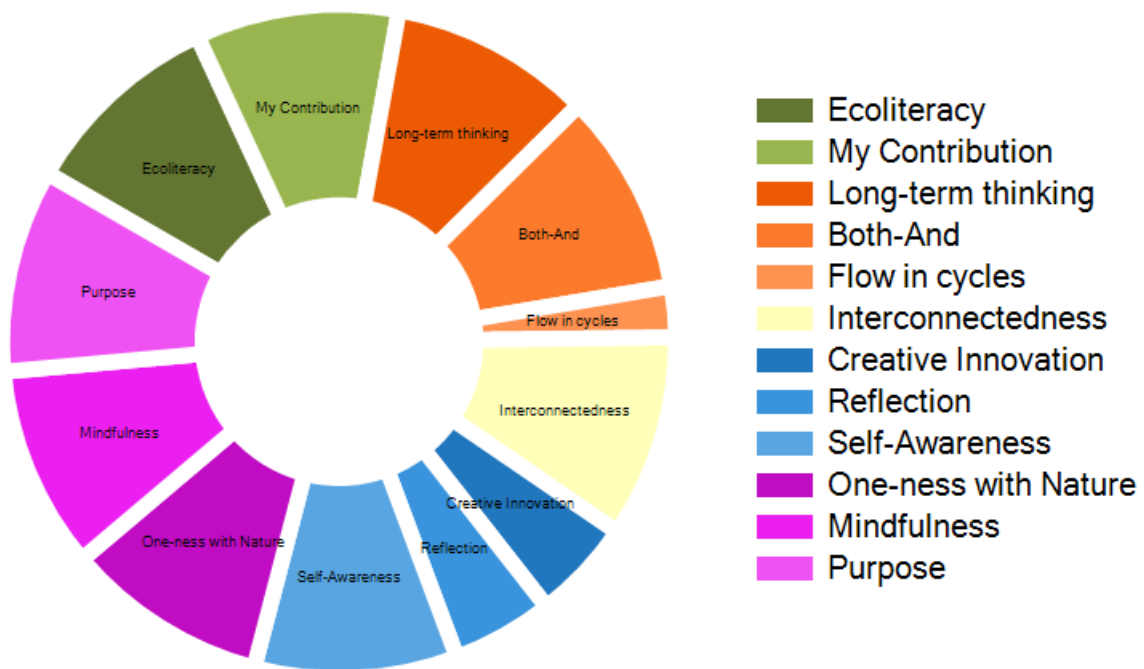 My Contribution
Long-term thinking
Ecoliteracy
Both-And
Purpose
Flow in cycles
Interconnectedness
Mindfulness
Creative Innovation
One-ness with Nature
Reflection
Self-Awareness
Ecoliteracy
My Contribution
Long-term thinking
Both-And
Flow in cycles
Interconnectedness
Creative Innovation
Reflection
Self-Awareness
One-ness with Nature
Mindfulness
Purpose